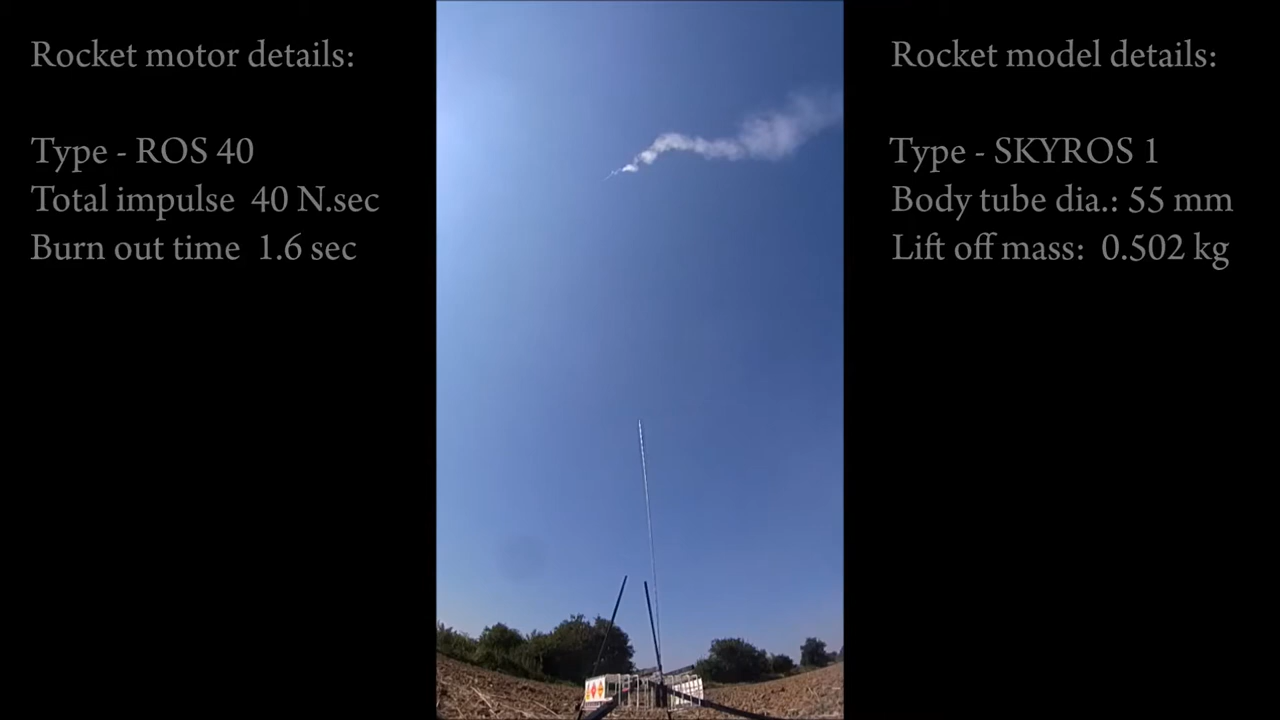 Rocket motor details:
Type - ROS 40
Total impulse  40 N.sec
Burn out time  1.6 sec
Rocket model details:
Type - SKYROS 1
Body tube dia.: 55 mm
Lift off mass:  0.502 kg